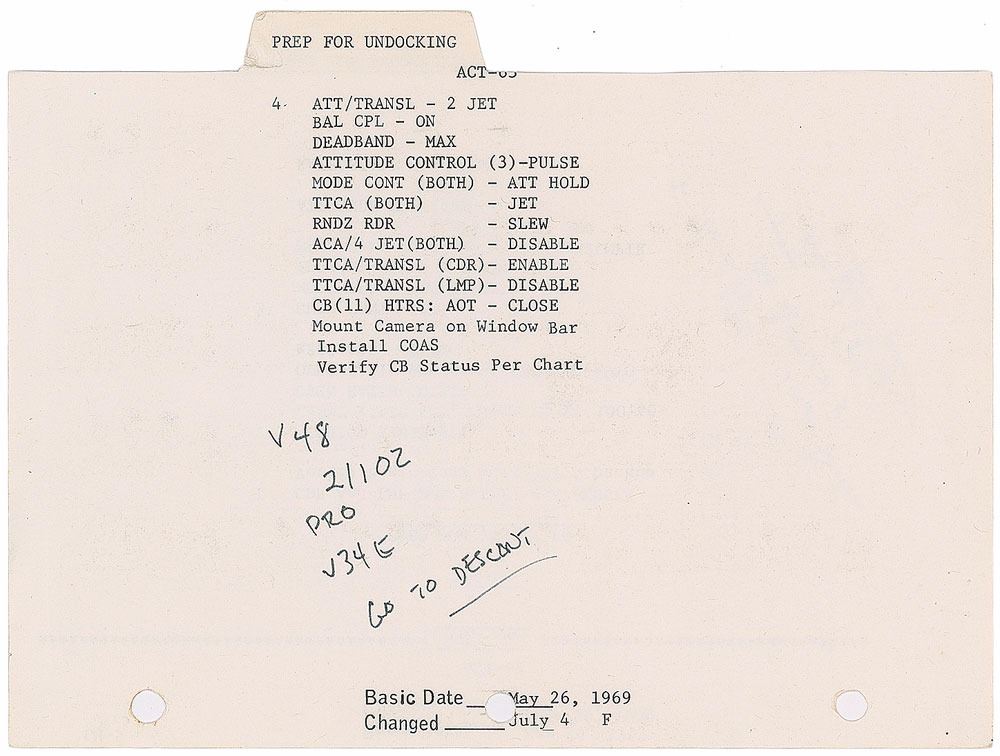 PREP FOR UNDOCKING
ACT-65
4. ATT/TRANSL - 2 JET
BAL CPL - ON
DEADBAND - MAX
ATTITUDE CONTROL (3)-PULSE
MODE CONT (BOTH) - ATT HOLD
TTCA (BOTH) - JET
RNDZ RDR - SLEW
ACA/4 JET(BOTH) - DISABLE
TTCA/TRANSL (CDR)- ENABLE
TTCA/TRANSL (LMP)- DISABLE
CB(11) HTRS: AOT - CLOSE
Mount Camera on Window Bar
Install COAS
Verify CB Status Per Chart
V48
21102
PRO
V34E
GO TO DESCENT
Basic Date May 26, 1969
Changed July 4 F